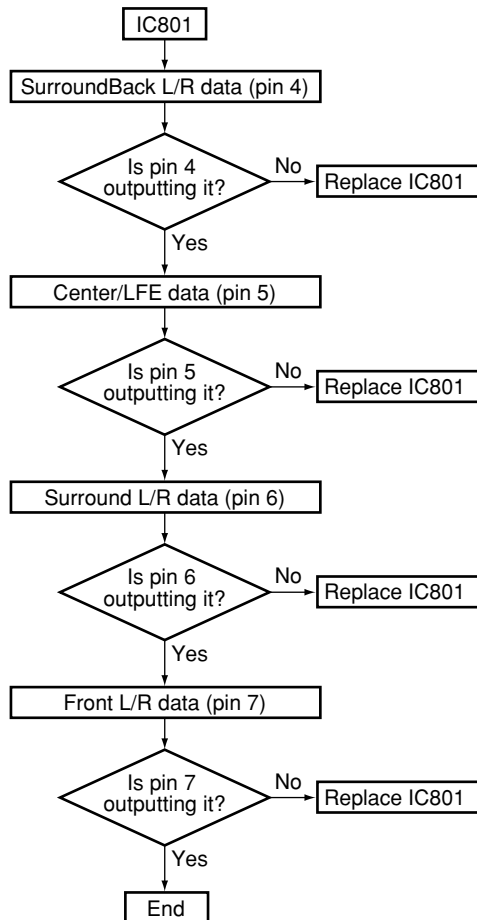 IC801
SurroundBack L/R data (pin 4)
Is pin 4
outputting it?
No
Replace IC801
Yes
Center/LFE data (pin 5)
Is pin 5
outputting it?
No
Replace IC801
Yes
Surround L/R data (pin 6)
Is pin 6
outputting it?
No
Replace IC801
Yes
Front L/R data (pin 7)
Is pin 7
outputting it?
No
Replace IC801
Yes
End